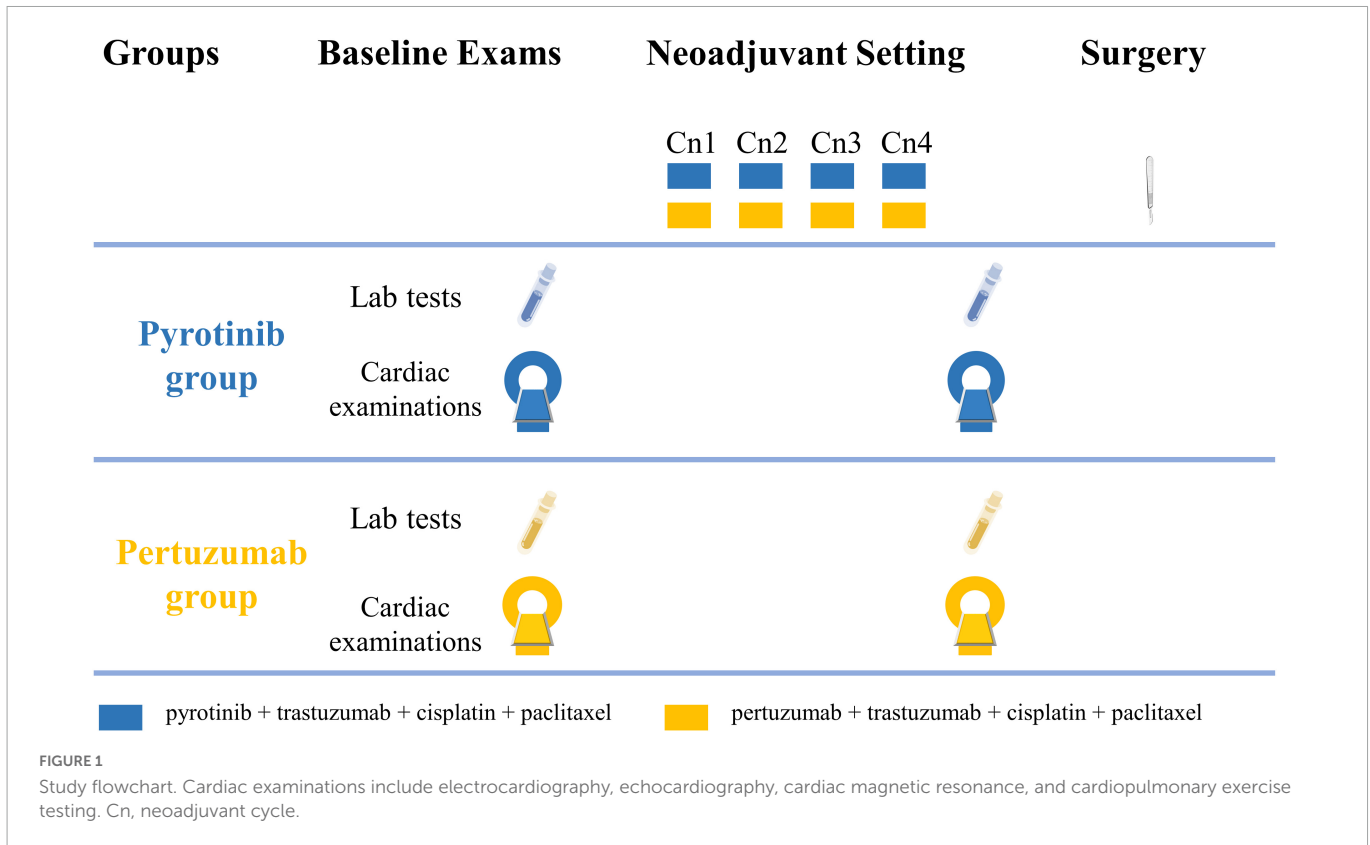 Groups Baseline Exams Neoadjuvant Setting Surgery
Cn1 Cn2 Cn3 Cn4
Pyrotinib
group
Lab tests
Cardiac
examinations
Pertuzumab
group
Lab tests
Cardiac
examinations
pyrotinib + trastuzumab + cisplatin + paclitaxel
pertuzumab + trastuzumab + cisplatin + paclitaxel
FIGURE 1
Study flowchart. Cardiac examinations include electrocardiography, echocardiography, cardiac magnetic resonance, and cardiopulmonary exercise
testing. Cn, neoadjuvant cycle.